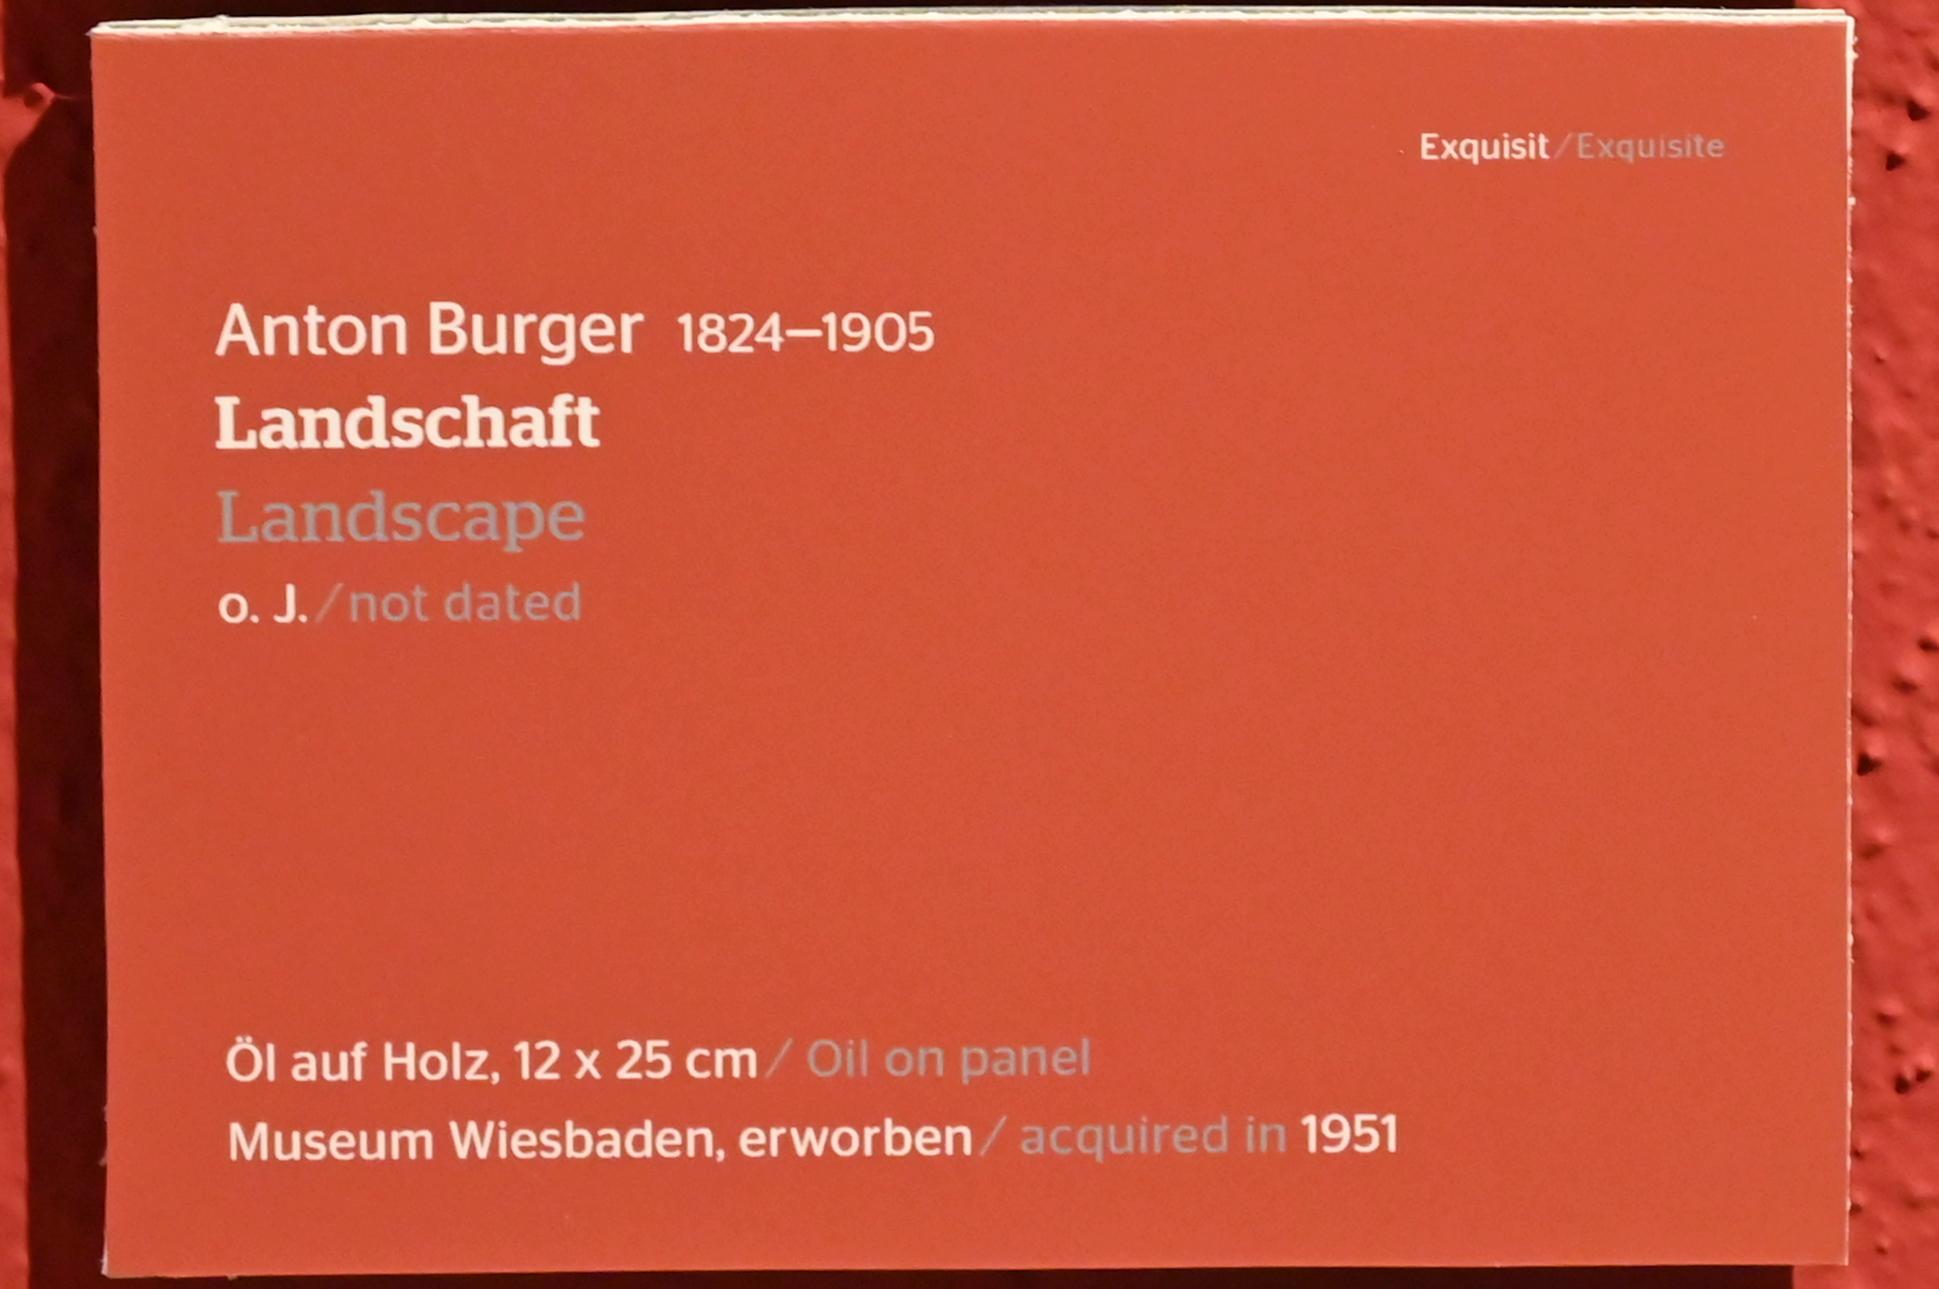 Exquisit/Exquisite
Anton Burger 1824–1905
Landschaft
Landscape
o. J./not dated
Öl auf Holz, 12 x 25 cm/ Oil on panel
Museum Wiesbaden, erworben/ acquired in 1951